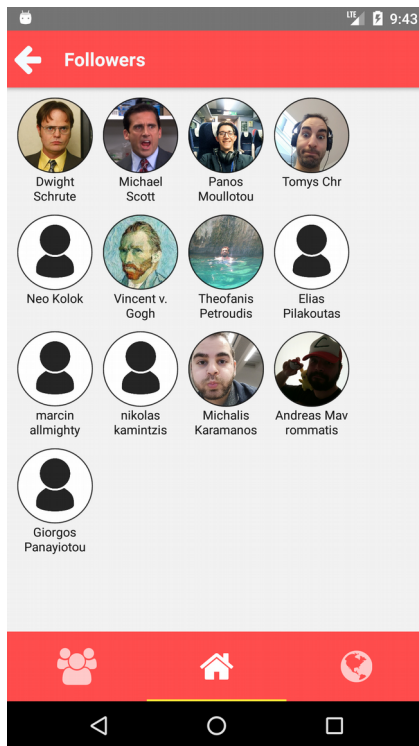 LTE 9:43
Followers
Dwight Michael Panos Tomys Chr
Schrute Scott Moullotou
Neo Kolok Vincent v. Theofanis Elias
Gogh Petroudis Pilakoutas
marcin nikolas Michalis Andreas Mav
allmighty kamintzis Karamanos rommatis
Giorgos
Panayiotou